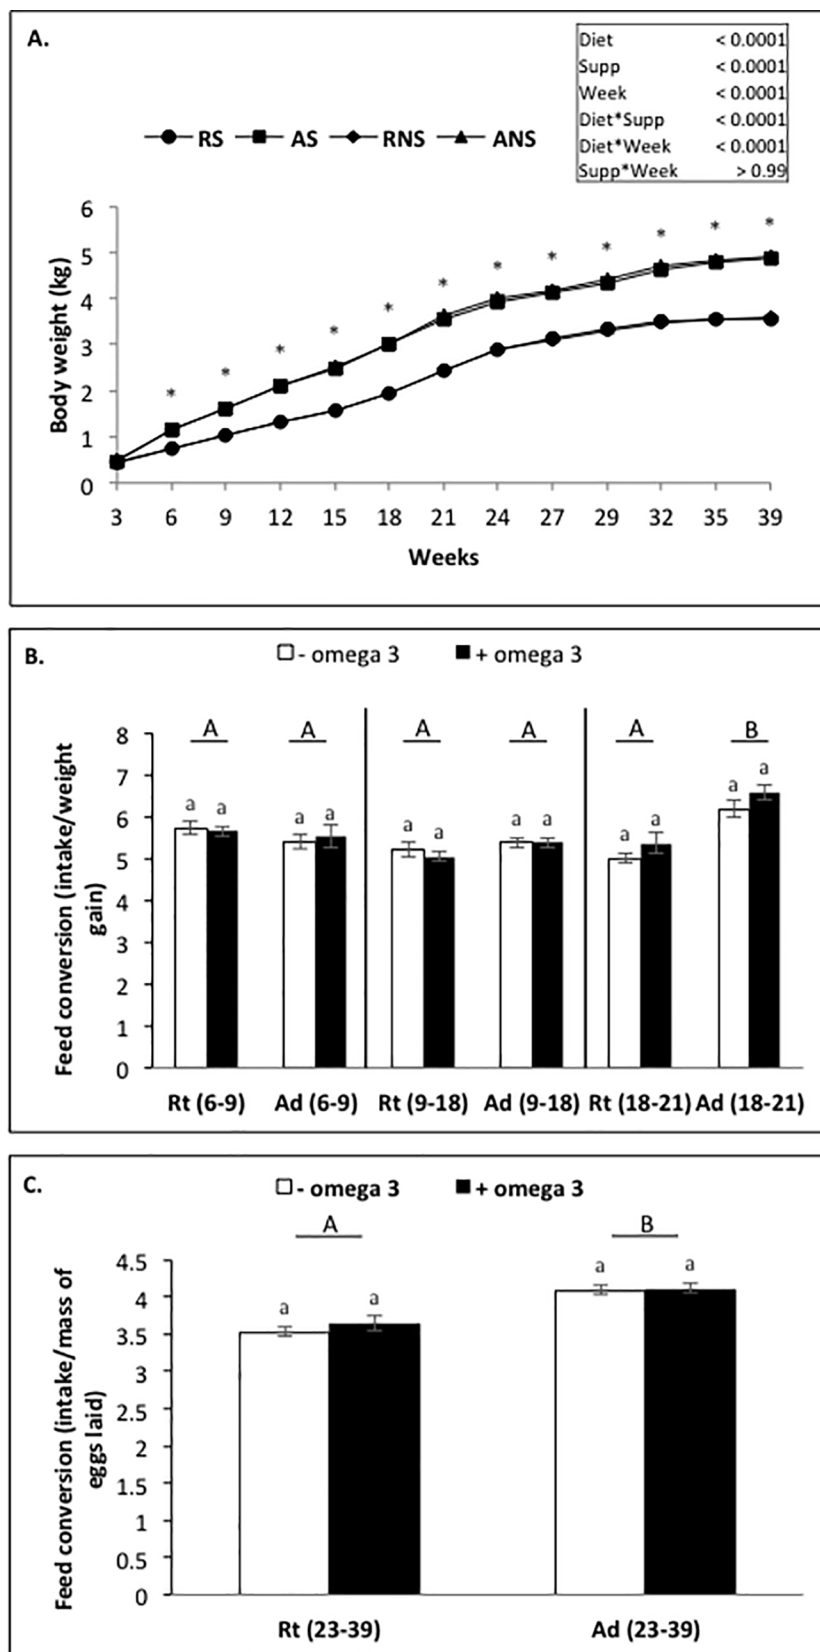 A.
Diet < 0.0001
Supp < 0.0001
Week < 0.0001
Diet*Supp < 0.0001
Diet*Week < 0.0001
Supp*Week > 0.99
RS AS RNS ANS
Body weight (kg)
6
5
4
3
2
1
0
* * * * * * * * * * * *
3 6 9 12 15 18 21 24 27 29 32 35 39
Weeks
B.
- omega 3 + omega 3
Feed conversion (intake/weight
gain)
A A A A A B
8
7
6
5
4
3
2
1
0
a a a a a a a a a a a a
Rt (6-9) Ad (6-9) Rt (9-18) Ad (9-18) Rt (18-21) Ad (18-21)
C.
- omega 3 + omega 3
Feed conversion (intake/mass of
eggs laid)
A B
4.5
4
3.5
3
2.5
2
1.5
1
0.5
0
a a a a
Rt (23-39) Ad (23-39)